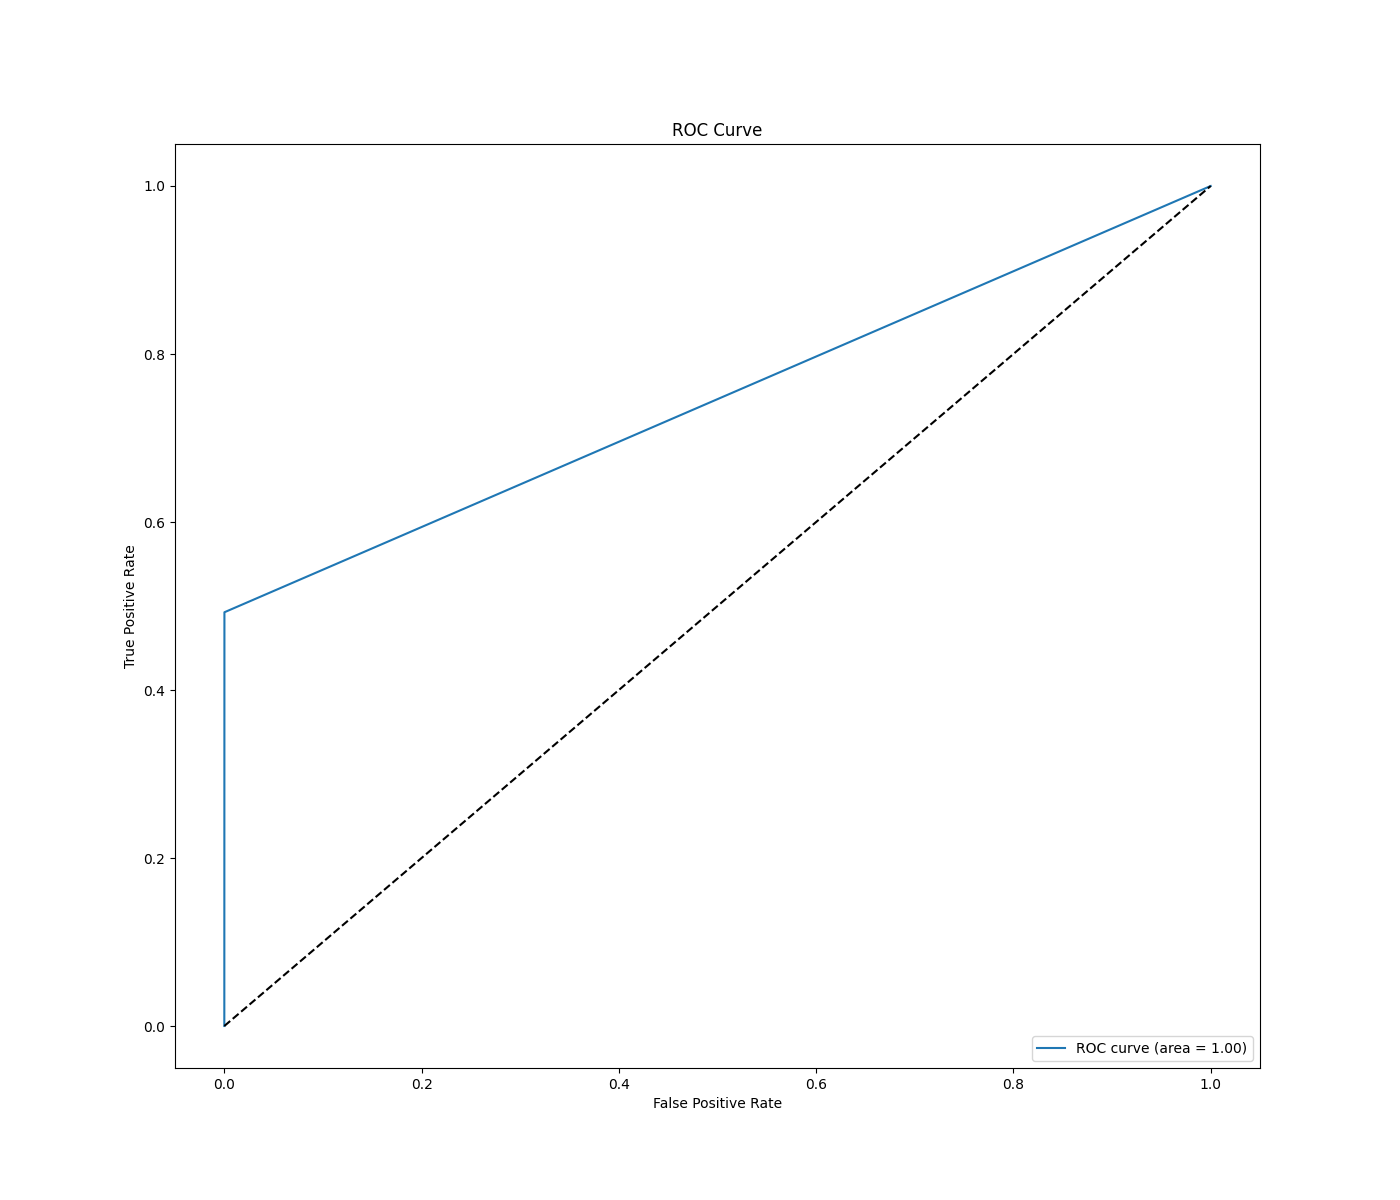 ROC Curve
1.0
0.8
0.6
0.4
0.2
0.0
True Positive Rate
0.0 0.2 0.4 0.6 0.8 1.0
False Positive Rate
ROC curve (area = 1.00)